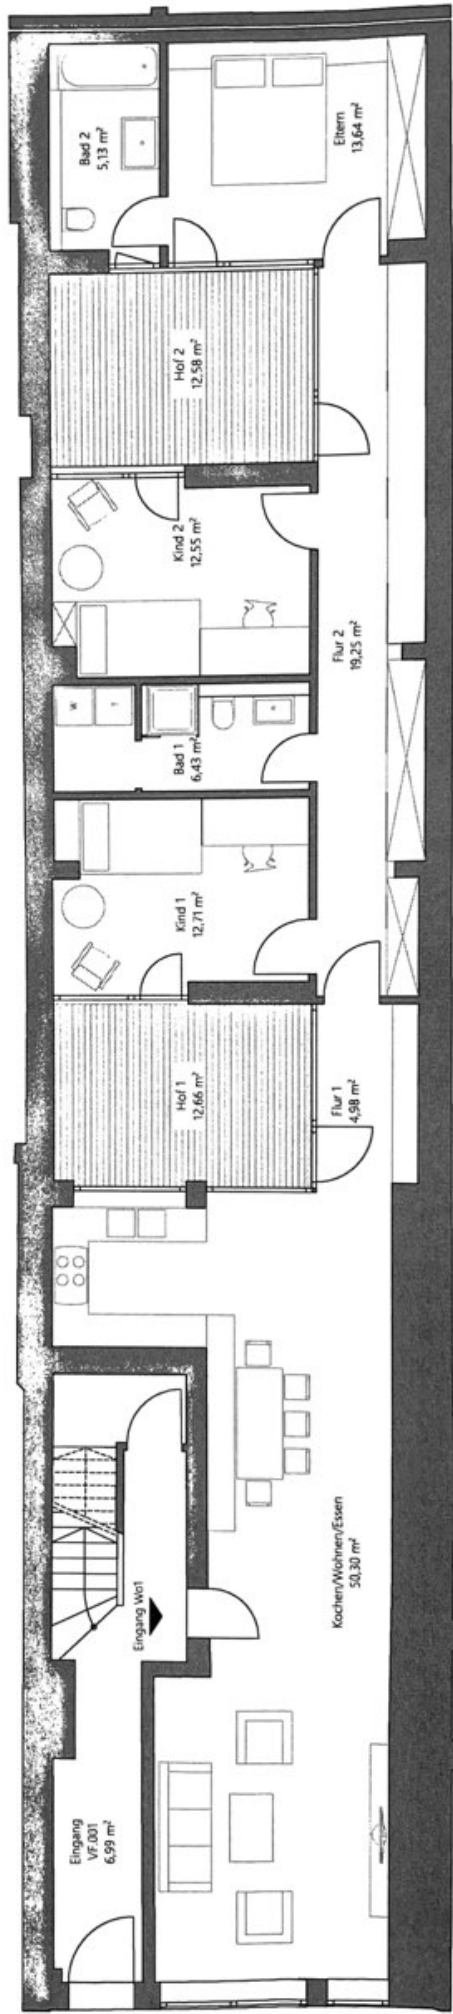 Bad 2
5,13 m²
Eltern
13,64 m²
Hof 2
12,58 m²
Kind 2
12,55 m²
Flur 2
19,25 m²
W
T
Bad 1
6,43 m²
Kind 1
12,71 m²
Hof 1
12,66 m²
Flur 1
4,98 m²
Eingang Wo1
Kochen/Wohnen/Essen
50,30 m²
Eingang
VF.001
6,99 m²